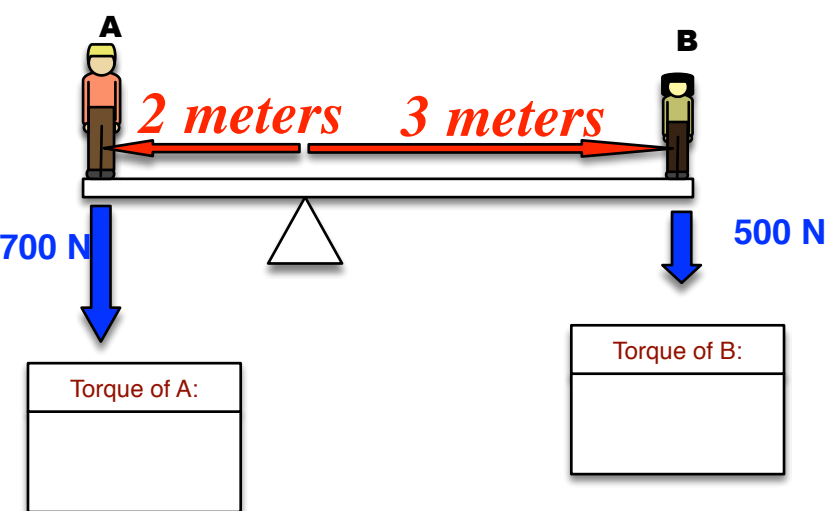 A
B
2 meters
3 meters
700 N
500 N
Torque of A:
Torque of B: